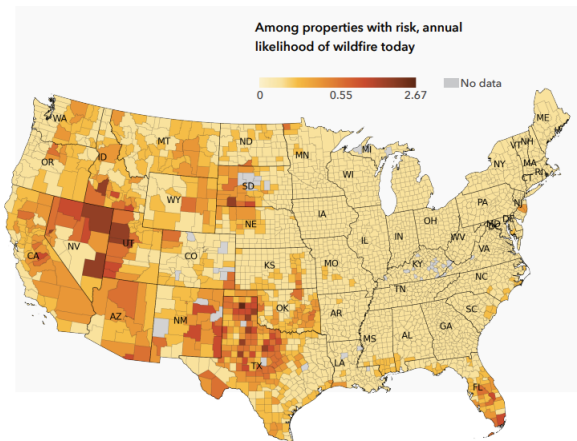 Among properties with risk, annual
likelihood of wildfire today
0 0.55 2.67 No data
WA
ME
MT
ND
MN
MI
VT
NH
OR
ID
SD
WI
NY
MA
CT
RI
WY
NE
IA
PA
NJ
NV
UT
CO
IL
IN
OH
WV
MD
DE
DC
CA
KS
MO
KY
VA
AZ
NM
OK
AR
TN
NC
TX
LA
MS
AL
GA
SC
FL